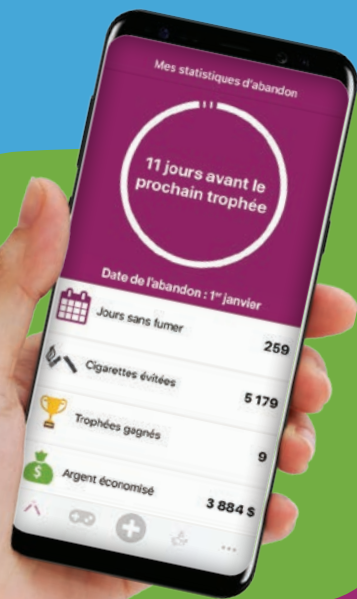 Mes statistiques d'abandon
11 jours avant le
prochain trophée
Date de l'abandon : 1er janvier
Jours sans fumer 259
Cigarettes évitées 5 179
Trophées gagnés 9
Argent économisé 3 884 $